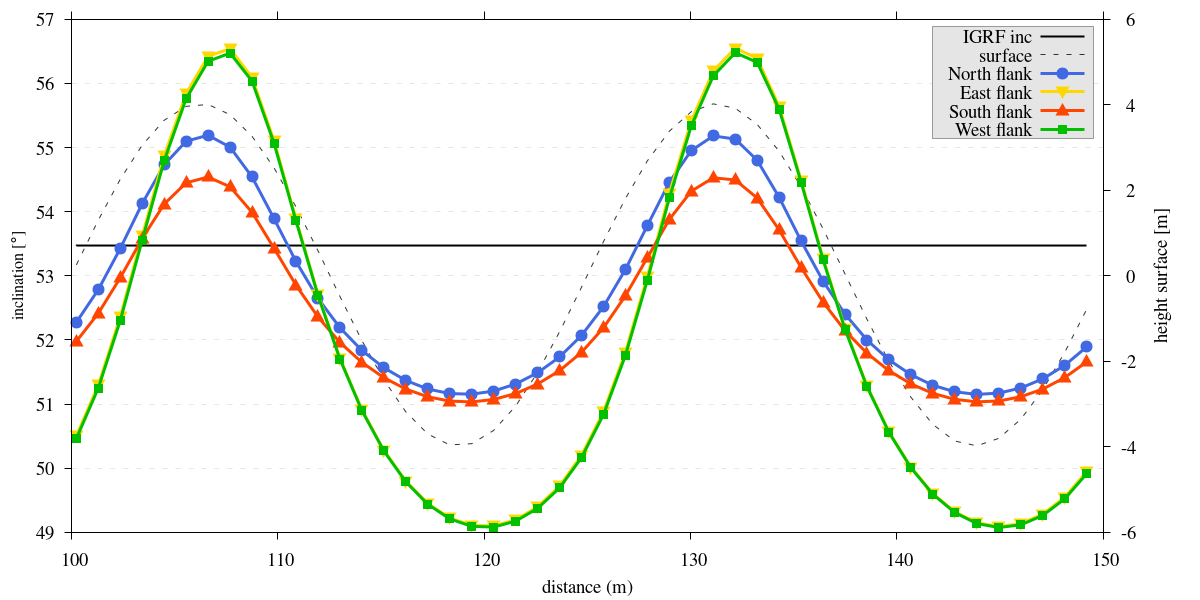 57
56
55
54
53
52
51
50
49
inclination [°]
6
4
2
0
-2
-4
-6
height surface [m]
IGRF inc
surface
North flank
East flank
South flank
West flank
100 110 120 130 140 150
distance (m)